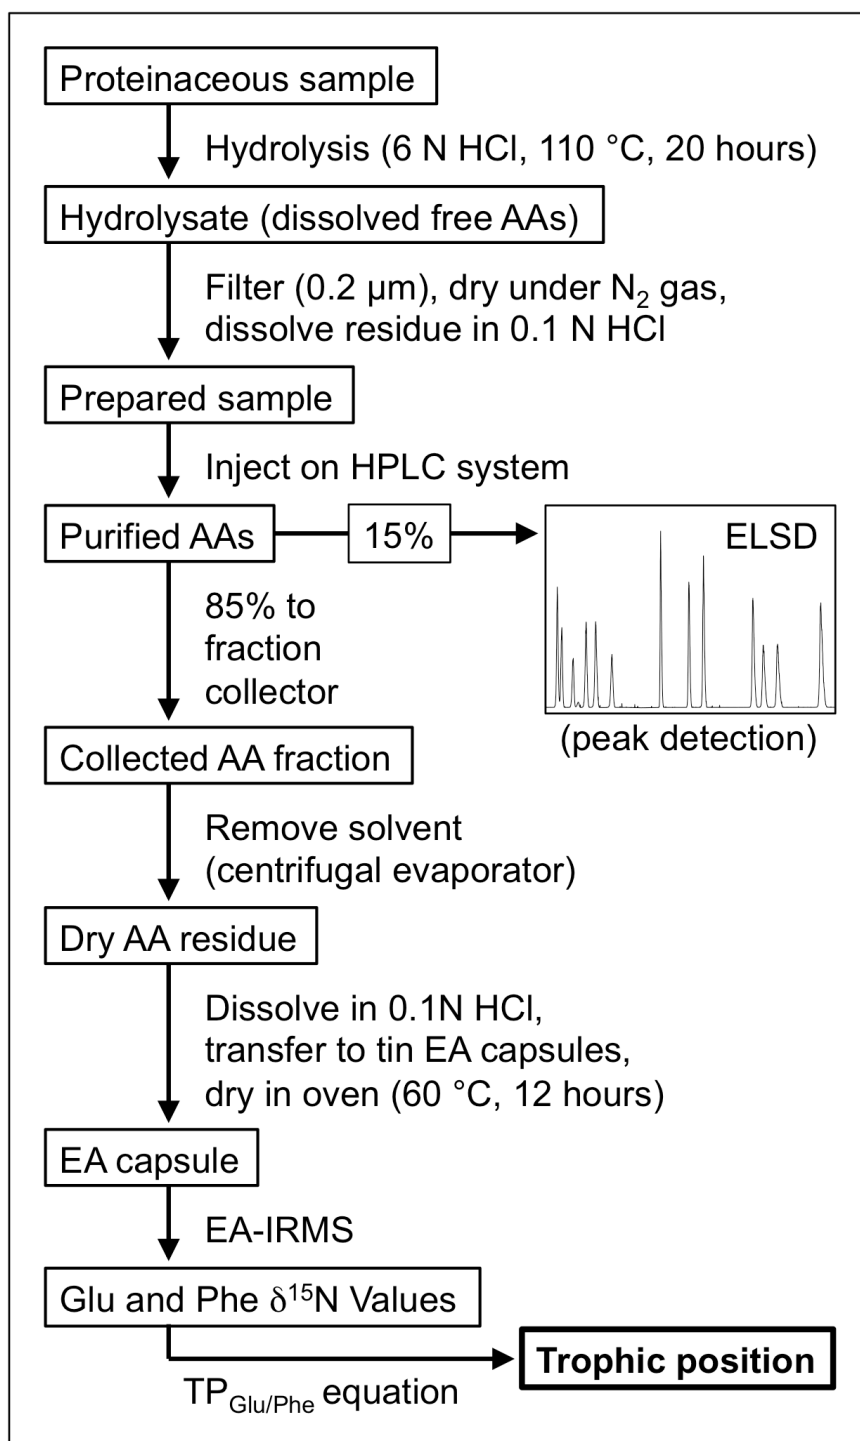 Proteinaceous sample
Hydrolysis (6 N HCl, 110 °C, 20 hours)
Hydrolysate (dissolved free AAs)
Filter (0.2 µm), dry under N₂ gas,
dissolve residue in 0.1 N HCl
Prepared sample
Inject on HPLC system
Purified AAs
15%
ELSD
(peak detection)
85% to
fraction
collector
Collected AA fraction
Remove solvent
(centrifugal evaporator)
Dry AA residue
Dissolve in 0.1N HCl,
transfer to tin EA capsules,
dry in oven (60 °C, 12 hours)
EA capsule
EA-IRMS
Glu and Phe δ¹⁵N Values
TP_Glu/Phe equation
Trophic position